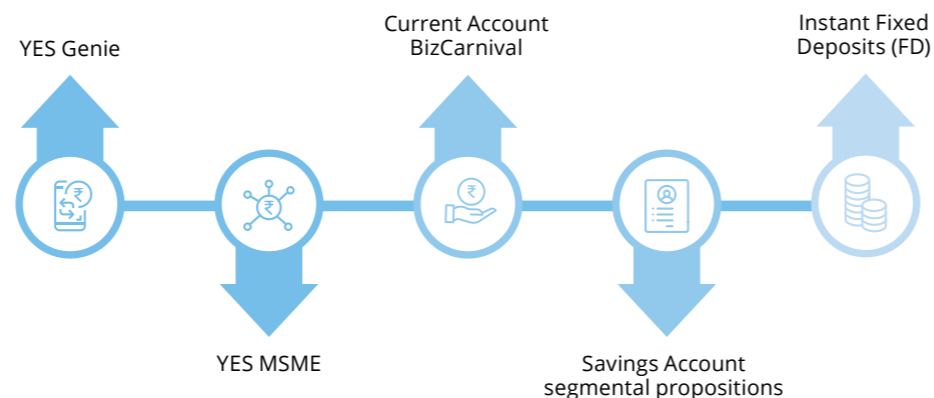 YES Genie
₹
YES MSME
₹
Current Account
BizCarnival
₹
Savings Account
segmental propositions
Instant Fixed
Deposits (FD)